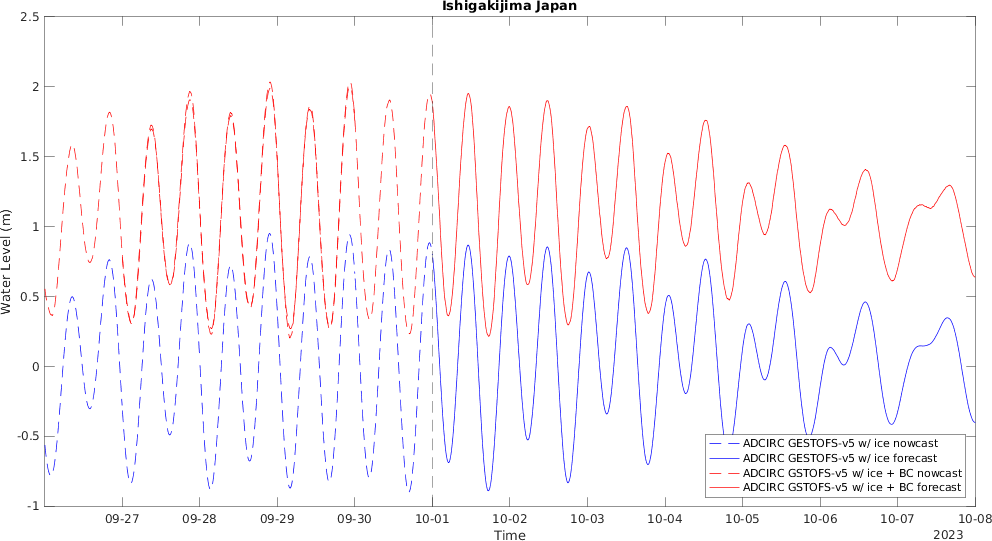 Ishigakijima Japan
2.5
2
1.5
1
0.5
0
-0.5
-1
Water Level (m)
ADCIRC GESTOFS-v5 w/ ice nowcast
ADCIRC GESTOFS-v5 w/ ice forecast
ADCIRC GSTOFS-v5 w/ ice + BC nowcast
ADCIRC GSTOFS-v5 w/ ice + BC forecast
09-27 09-28 09-29 09-30 10-01 10-02 10-03 10-04 10-05 10-06 10-07 10-08
Time
2023